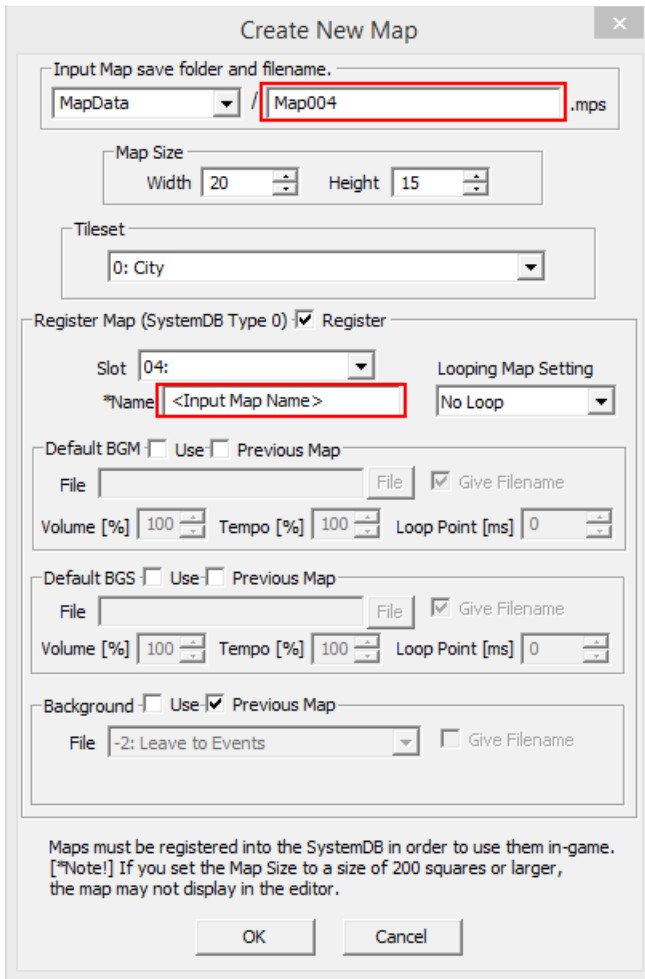 Create New Map
Input Map save folder and filename.
MapData / Map004 .mps
Map Size
Width 20 Height 15
Tileset
0: City
Register Map (SystemDB Type 0) Register
Slot 04:
Looping Map Setting
*Name <Input Map Name> No Loop
Default BGM Use Previous Map
File File Give Filename
Volume [%] 100 Tempo [%] 100 Loop Point [ms] 0
Default BGS Use Previous Map
File File Give Filename
Volume [%] 100 Tempo [%] 100 Loop Point [ms] 0
Background Use Previous Map
File -2: Leave to Events Give Filename
Maps must be registered into the SystemDB in order to use them in-game.
[*Note!] If you set the Map Size to a size of 200 squares or larger,
the map may not display in the editor.
OK Cancel